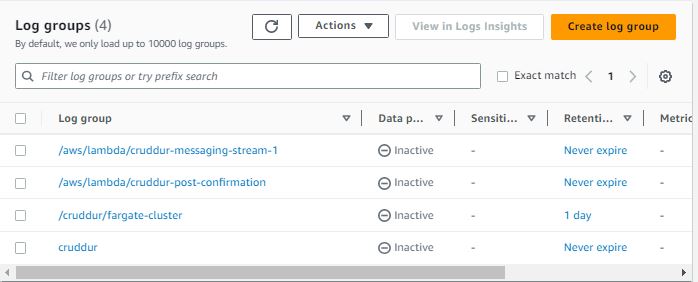 Log groups (4)
By default, we only load up to 10000 log groups.
Actions
View in Logs Insights
Create log group
Filter log groups or try prefix search
Exact match
1
Log group Data p... Sensiti... Retenti... Metric
/aws/lambda/cruddur-messaging-stream-1 Inactive - Never expire -
/aws/lambda/cruddur-post-confirmation Inactive - Never expire -
/cruddur/fargate-cluster Inactive - 1 day -
cruddur Inactive - Never expire -